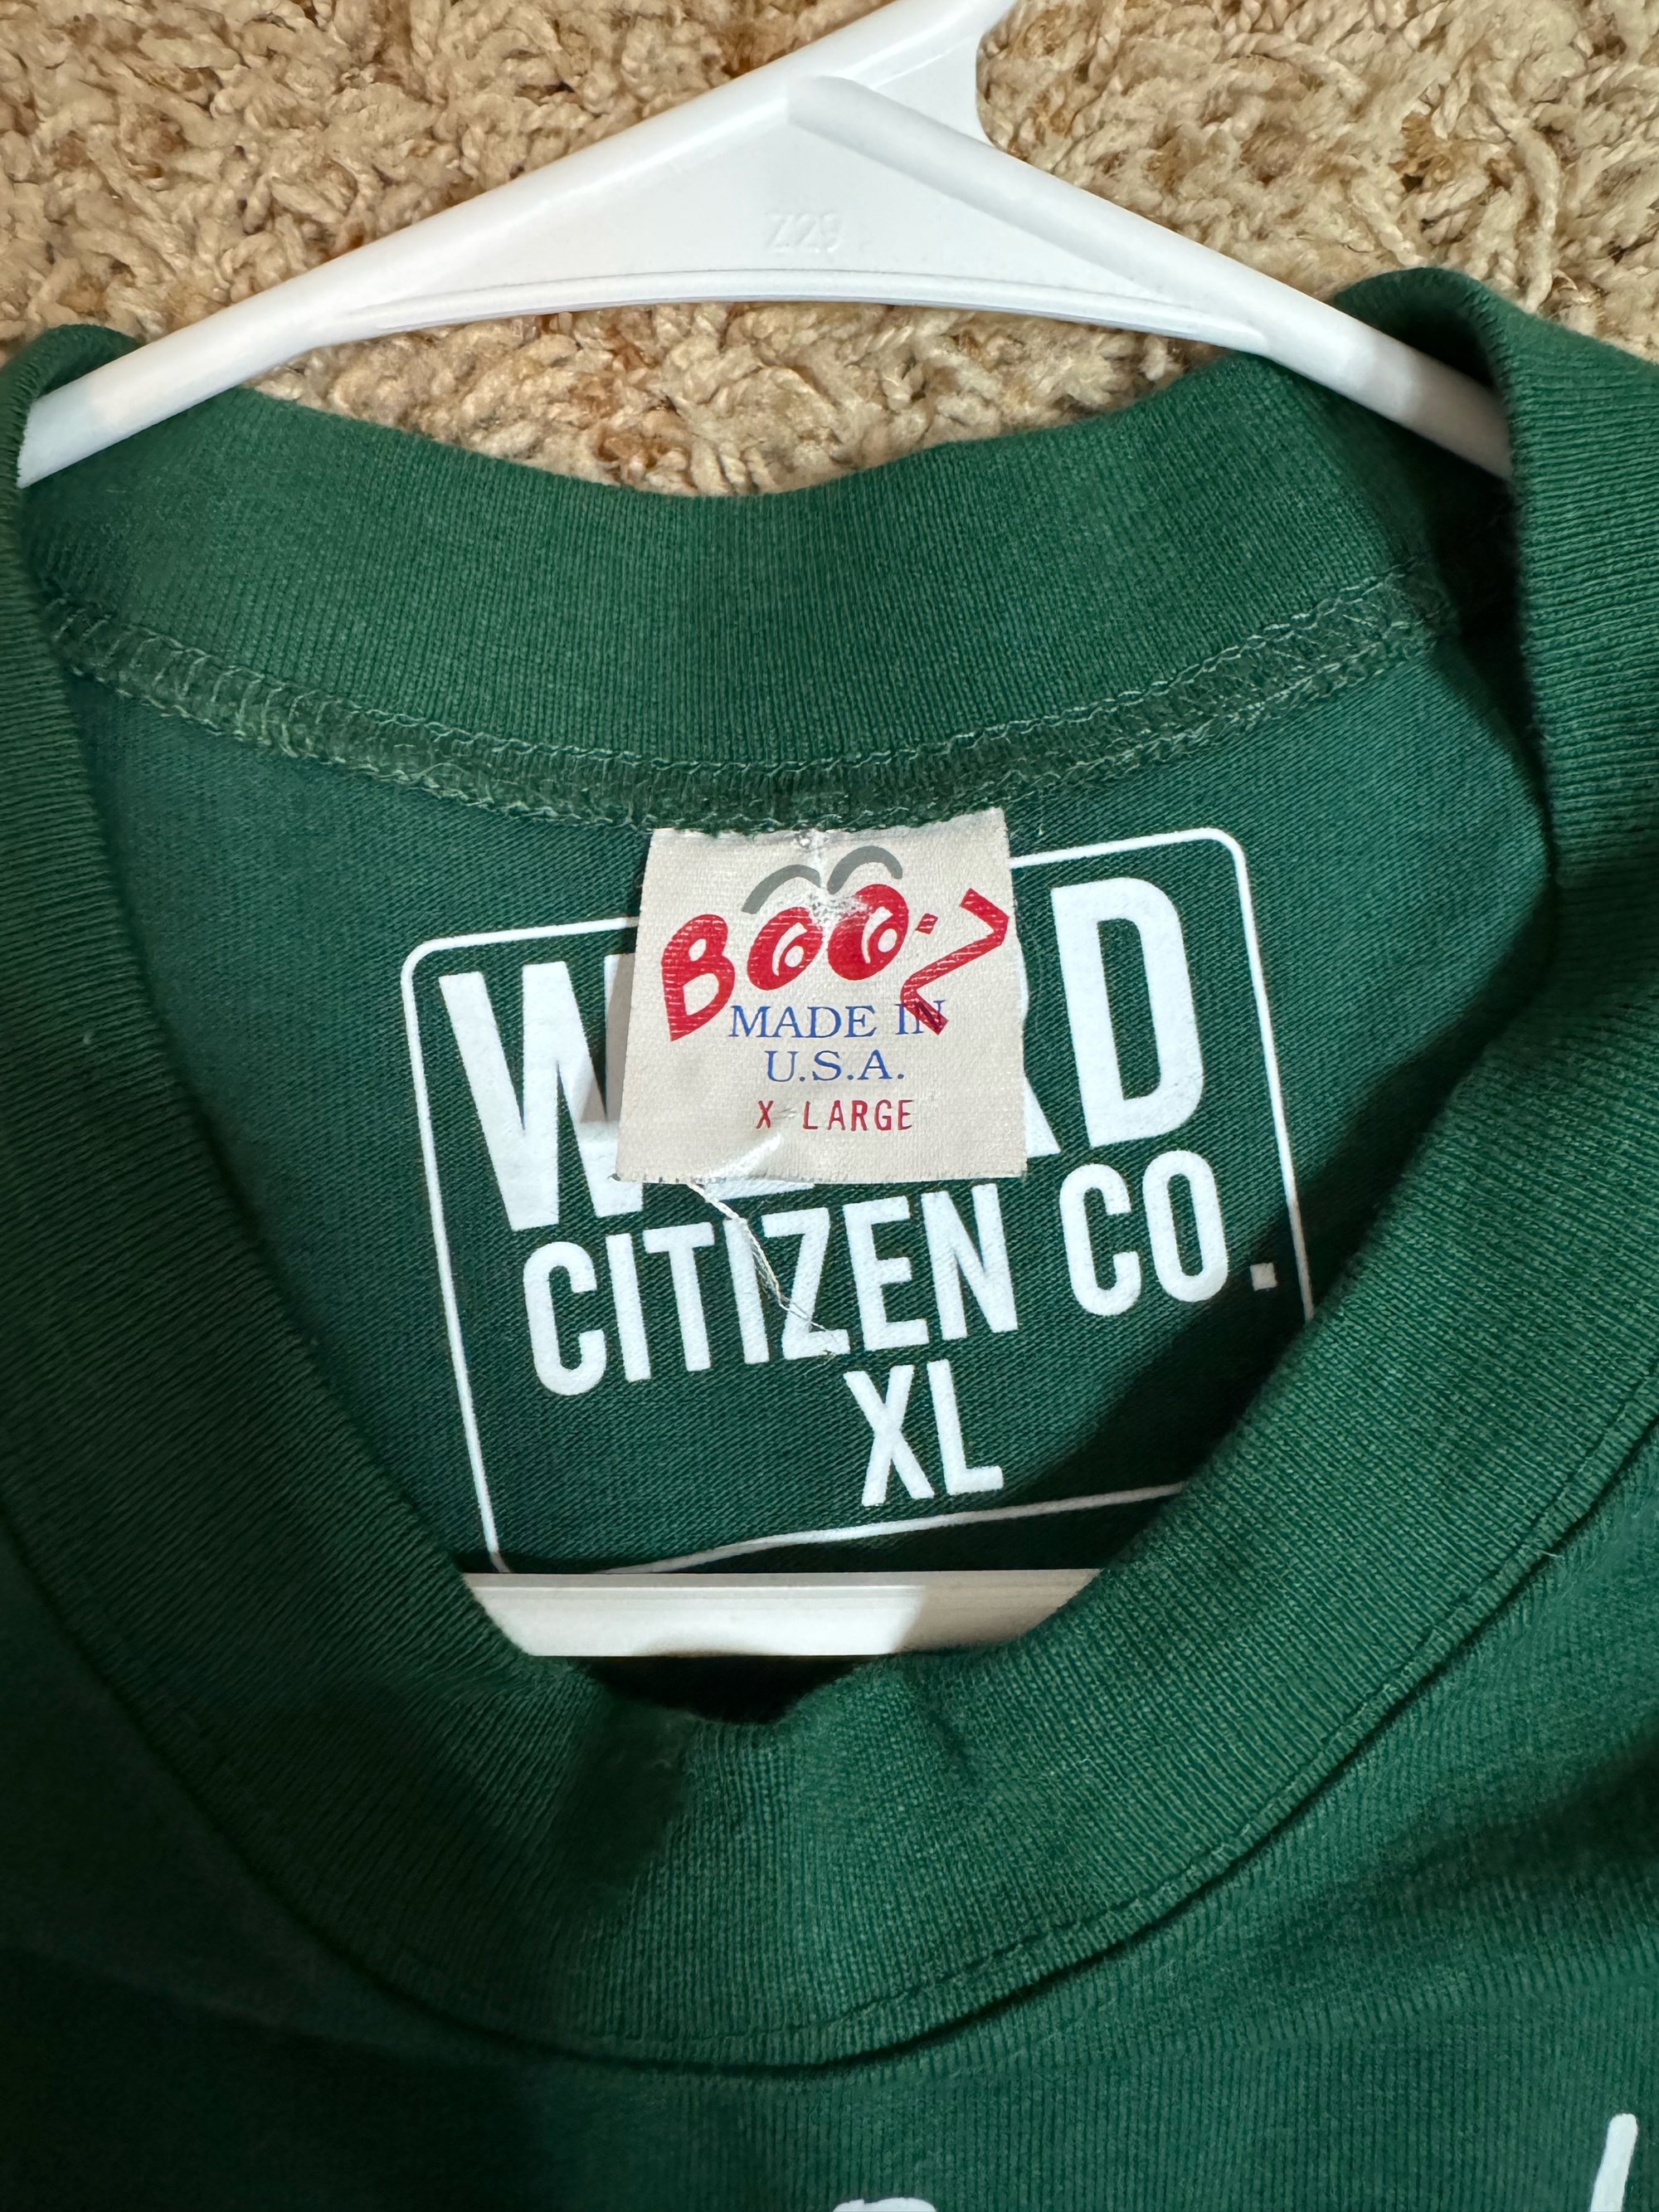 Z29
BOO-Z
MADE IN
U.S.A.
X-LARGE
CITIZEN CO.
XL